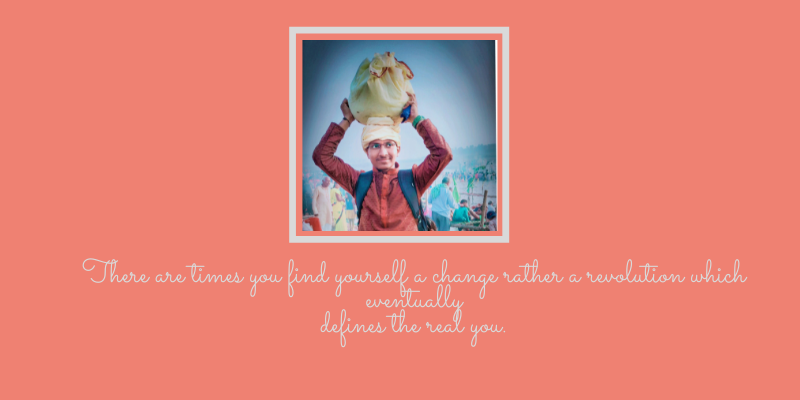 There are times you find yourself a change rather a revolution which
eventually
defines the real you.